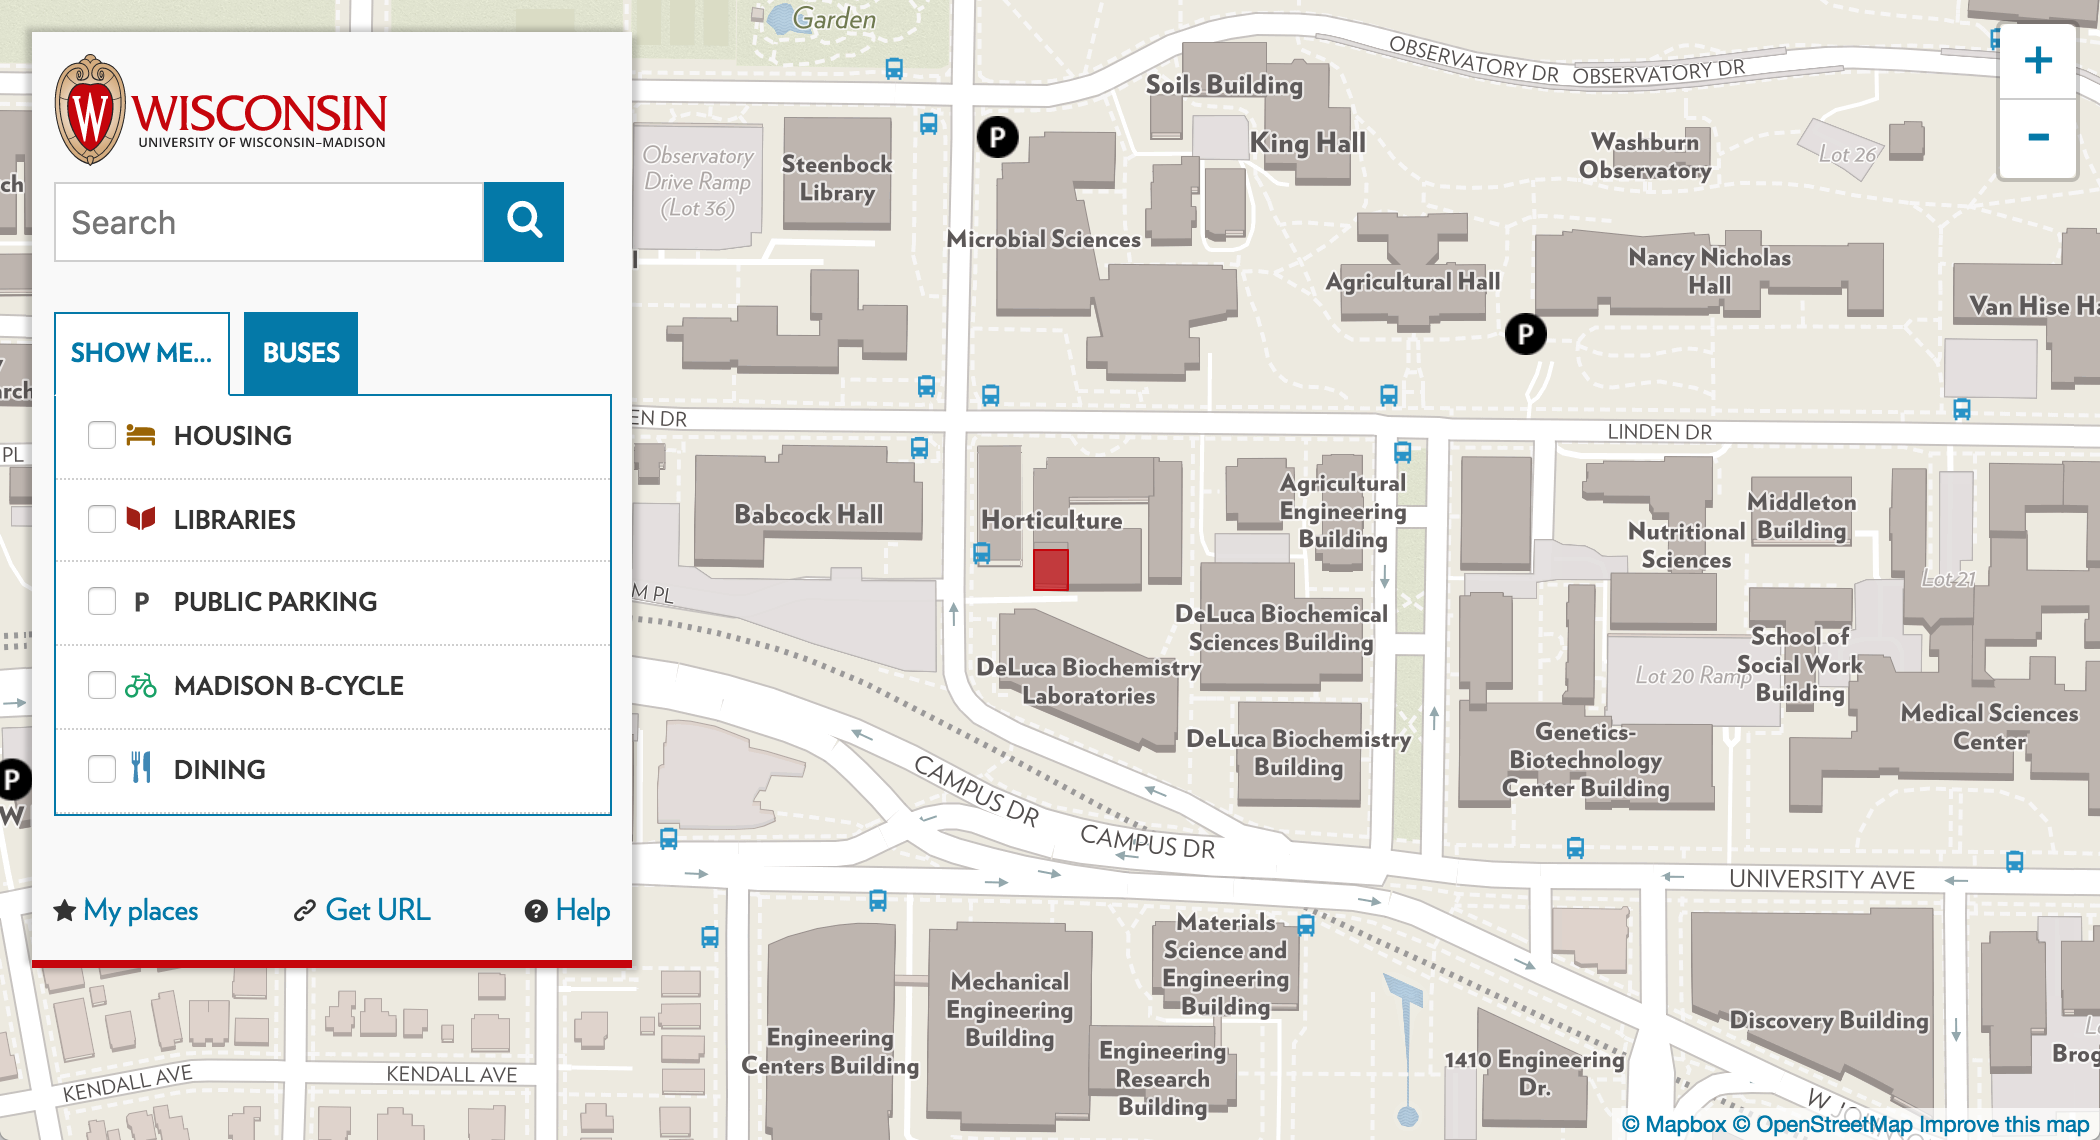 WISCONSIN
UNIVERSITY OF WISCONSIN–MADISON
Search
SHOW ME...
BUSES
HOUSING
LIBRARIES
P
PUBLIC PARKING
MADISON B-CYCLE
DINING
My places
Get URL
? Help
Garden
OBSERVATORY DR
OBSERVATORY DR
+
-
Soils Building
King Hall
Washburn
Observatory
Lot 26
P
Observatory
Drive Ramp
(Lot 36)
Steenbock
Library
Microbial Sciences
Agricultural Hall
Nancy Nicholas
Hall
Van Hise Ha
P
EN DR
LINDEN DR
Babcock Hall
Horticulture
Agricultural
Engineering
Building
Nutritional
Sciences
Middleton
Building
Lot 21
M PL
DeLuca Biochemical
Sciences Building
DeLuca Biochemistry
Laboratories
School of
Social Work
Building
Lot 20 Ramp
DeLuca Biochemistry
Building
Genetics-
Biotechnology
Center Building
Medical Sciences
Center
CAMPUS DR
CAMPUS DR
UNIVERSITY AVE
Materials
Science and
Engineering
Building
Mechanical
Engineering
Building
Engineering
Centers Building
Engineering
Research
Building
1410 Engineering
Dr.
Discovery Building
Brog
W JO
KENDALL AVE
KENDALL AVE
ch
arch
PL
P
W
© Mapbox © OpenStreetMap Improve this map